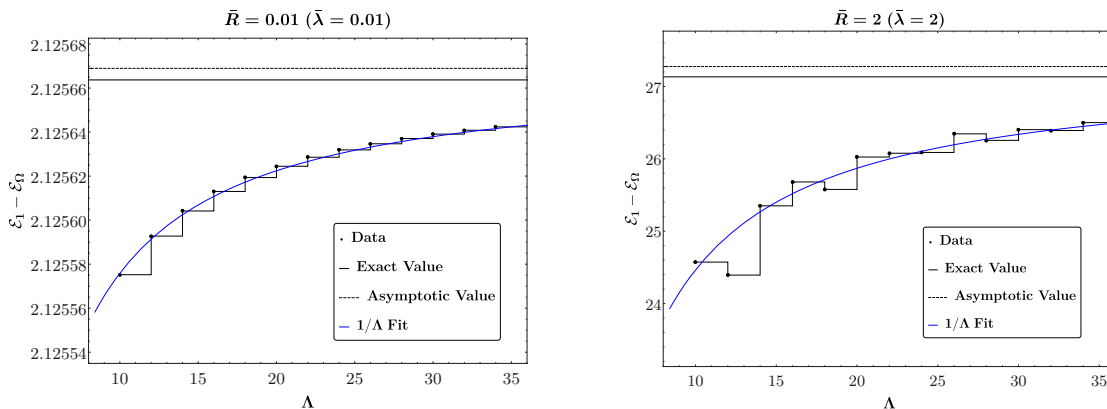 R̄ = 0.01 (λ̄ = 0.01)
2.12568
2.12566
2.12564
2.12562
2.12560
2.12558
2.12556
2.12554
ℰ₁ − ℰ_Ω
Data
Exact Value
Asymptotic Value
1/Λ Fit
10 15 20 25 30 35
Λ
R̄ = 2 (λ̄ = 2)
27
26
25
24
ℰ₁ − ℰ_Ω
Data
Exact Value
Asymptotic Value
1/Λ Fit
10 15 20 25 30 35
Λ